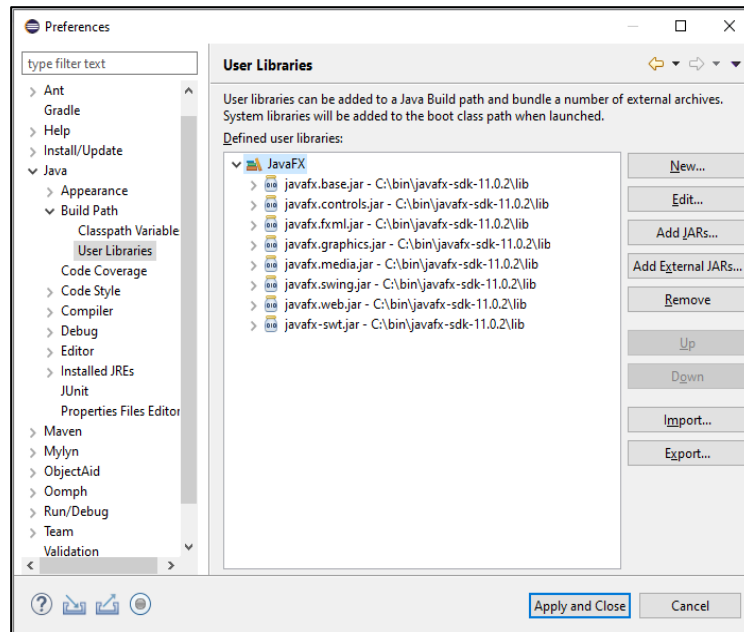 Preferences
type filter text
Ant
Gradle
Help
Install/Update
Java
Appearance
Build Path
Classpath Variable
User Libraries
Code Coverage
Code Style
Compiler
Debug
Editor
Installed JREs
JUnit
Properties Files Editor
Maven
Mylyn
ObjectAid
Oomph
Run/Debug
Team
Validation
User Libraries
User libraries can be added to a Java Build path and bundle a number of external archives.
System libraries will be added to the boot class path when launched.
Defined user libraries:
JavaFX
javafx.base.jar - C:\bin\javafx-sdk-11.0.2\lib
javafx.controls.jar - C:\bin\javafx-sdk-11.0.2\lib
javafx.fxml.jar - C:\bin\javafx-sdk-11.0.2\lib
javafx.graphics.jar - C:\bin\javafx-sdk-11.0.2\lib
javafx.media.jar - C:\bin\javafx-sdk-11.0.2\lib
javafx.swing.jar - C:\bin\javafx-sdk-11.0.2\lib
javafx.web.jar - C:\bin\javafx-sdk-11.0.2\lib
javafx-swt.jar - C:\bin\javafx-sdk-11.0.2\lib
New...
Edit...
Add JARs...
Add External JARs...
Remove
Up
Down
Import...
Export...
Apply and Close
Cancel